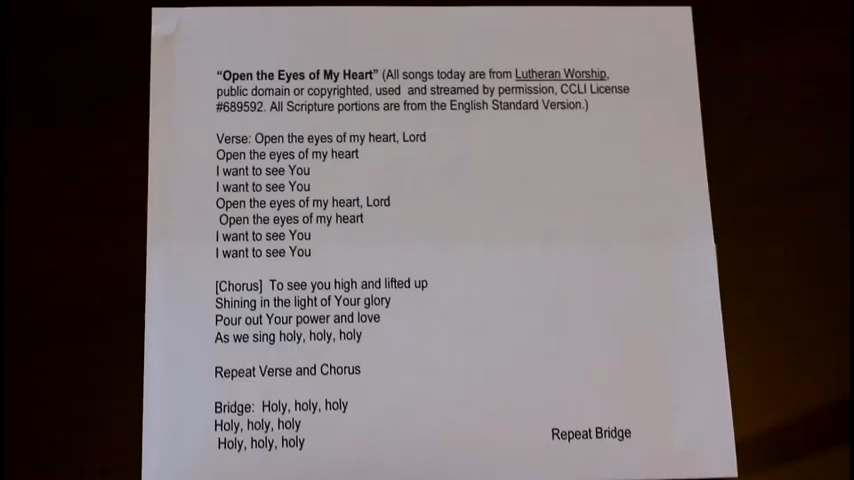 “Open the Eyes of My Heart” (All songs today are from Lutheran Worship,
public domain or copyrighted, used and streamed by permission, CCLI License
#689592. All Scripture portions are from the English Standard Version.)
Verse: Open the eyes of my heart, Lord
Open the eyes of my heart
I want to see You
I want to see You
Open the eyes of my heart, Lord
Open the eyes of my heart
I want to see You
I want to see You
[Chorus] To see you high and lifted up
Shining in the light of Your glory
Pour out Your power and love
As we sing holy, holy, holy
Repeat Verse and Chorus
Bridge: Holy, holy, holy
Holy, holy, holy
Holy, holy, holy
Repeat Bridge